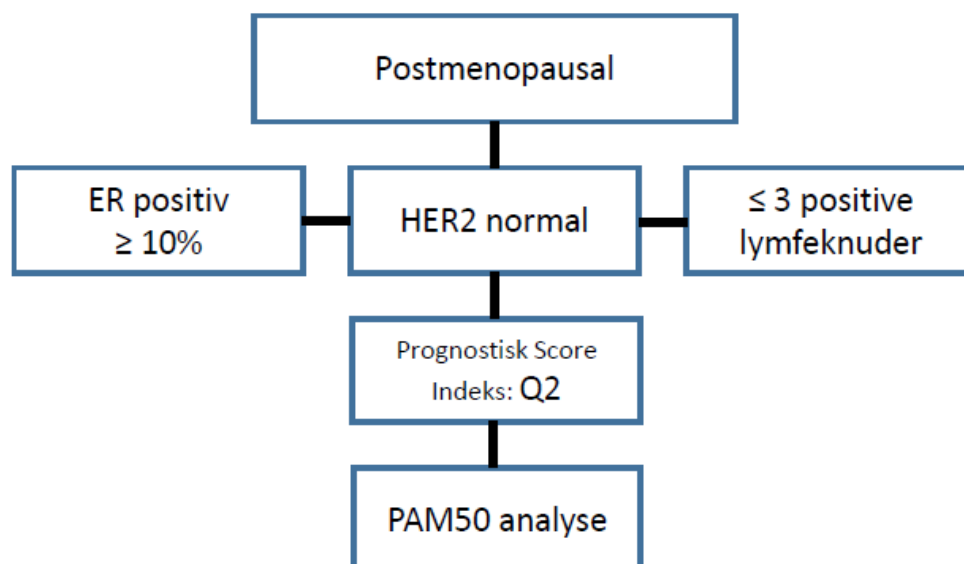 Postmenopausal
ER positiv
≥ 10%
HER2 normal
≤ 3 positive
lymfeknuder
Prognostisk Score
Indeks: Q2
PAM50 analyse